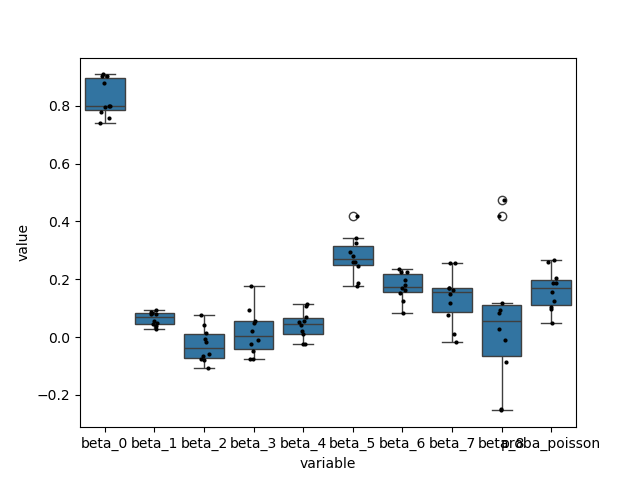 0.8
0.6
0.4
0.2
0.0
−0.2
value
beta_0 beta_1 beta_2 beta_3 beta_4 beta_5 beta_6 beta_7 beta_8 proba_poisson
variable